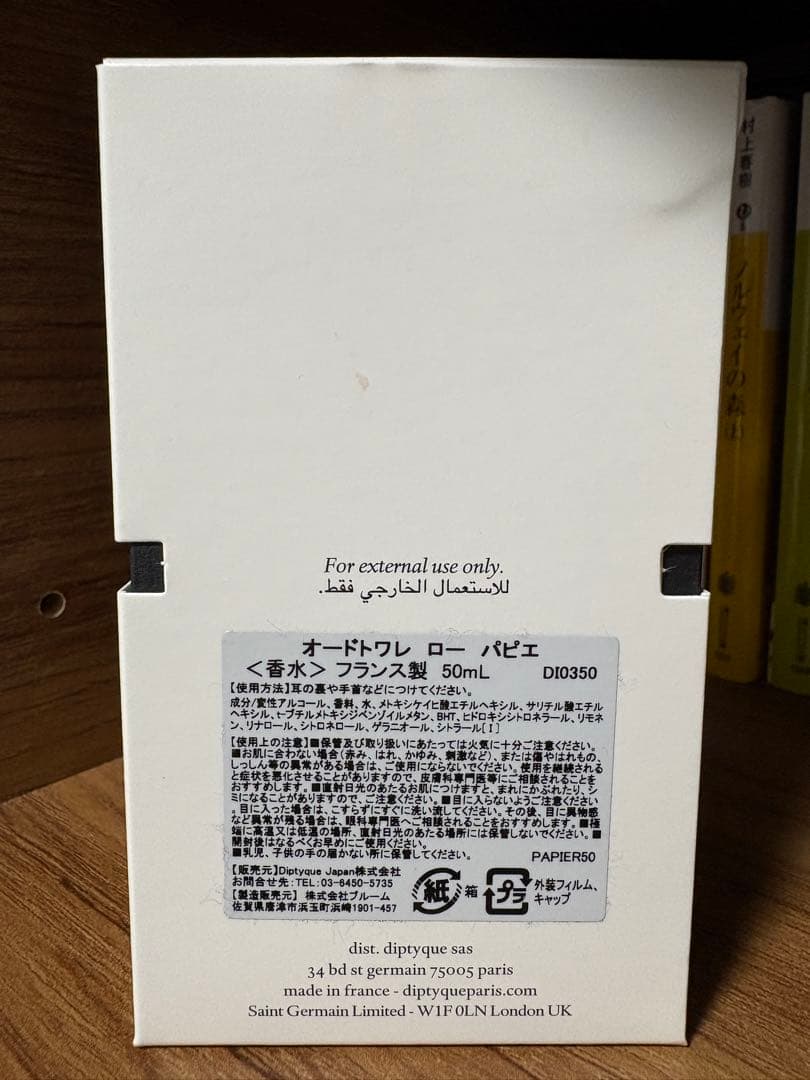 For external use only.
للاستعمال الخارجي فقط.
オードトワレ ロー パピエ
＜香水＞ フランス製 50mL DI0350
【使用方法】耳の裏や手首などにつけてください。
成分/変性アルコール、香料、水、メトキシケイヒ酸エチルヘキシル、サリチル酸エチル
ヘキシル、t-ブチルメトキシジベンゾイルメタン、BHT、ヒドロキシシトロネラール、リモネ
ン、リナロール、シトロネロール、ゲラニオール、シトラール[I]
【使用上の注意】■保管及び取り扱いにあたっては火気に十分ご注意ください。
■お肌に合わない場合(赤み、はれ、かゆみ、刺激など)、または傷やはれもの、
しっしん等の異常がある場合は、ご使用にならないでください。使用を継続される
と症状を悪化させることがありますので、皮膚科専門医等にご相談されることを
おすすめします。■直射日光のあたるお肌につけますと、まれにかぶれたり、シ
ミになることがありますので、ご注意ください。■目に入らないようご注意ください
。目に入った場合は、こすらずにすぐに洗い流してください。その後、目に異物感
など異常が残る場合は、眼科専門医へご相談されることをおすすめします。■極
端に高温又は低温の場所、直射日光のあたる場所には保管しないでください。■
開封後はなるべくお早めにご使用ください。
■乳児、子供の手の届かない所に保管してください。 PAPIER50
【販売元】Diptyque Japan株式会社
お問合せ先:TEL:03-6450-5735
【製造販売元】 株式会社ブルーム
佐賀県唐津市浜玉町浜崎1901-457
紙 箱 プラ 外装フィルム、
キャップ
dist. diptyque sas
34 bd st germain 75005 paris
made in france - diptyqueparis.com
Saint Germain Limited - W1F 0LN London UK
村上春樹
ノルウェイの森